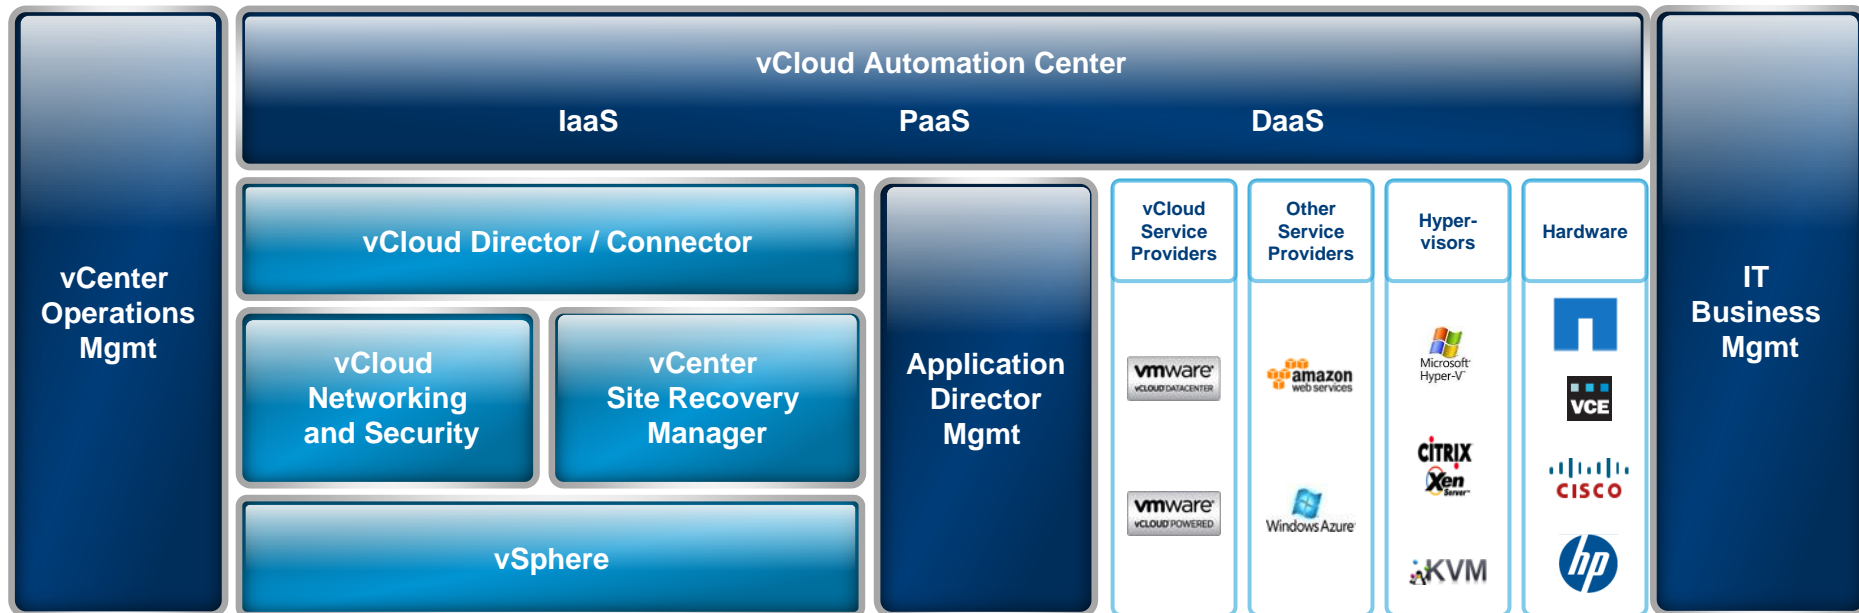 vCloud Automation Center
IaaS
PaaS
DaaS
vCenter
Operations
Mgmt
vCloud Director / Connector
vCloud
Networking
and Security
vCenter
Site Recovery
Manager
vSphere
Application
Director
Mgmt
vCloud
Service
Providers
vmware
vCLOUD DATACENTER
vmware
vCLOUD POWERED
Other
Service
Providers
amazon
web services
Windows Azure
Hyper-
visors
Microsoft
Hyper-V
CITRIX
Xen
Server
KVM
Hardware
VCE
CISCO
hp
IT
Business
Mgmt